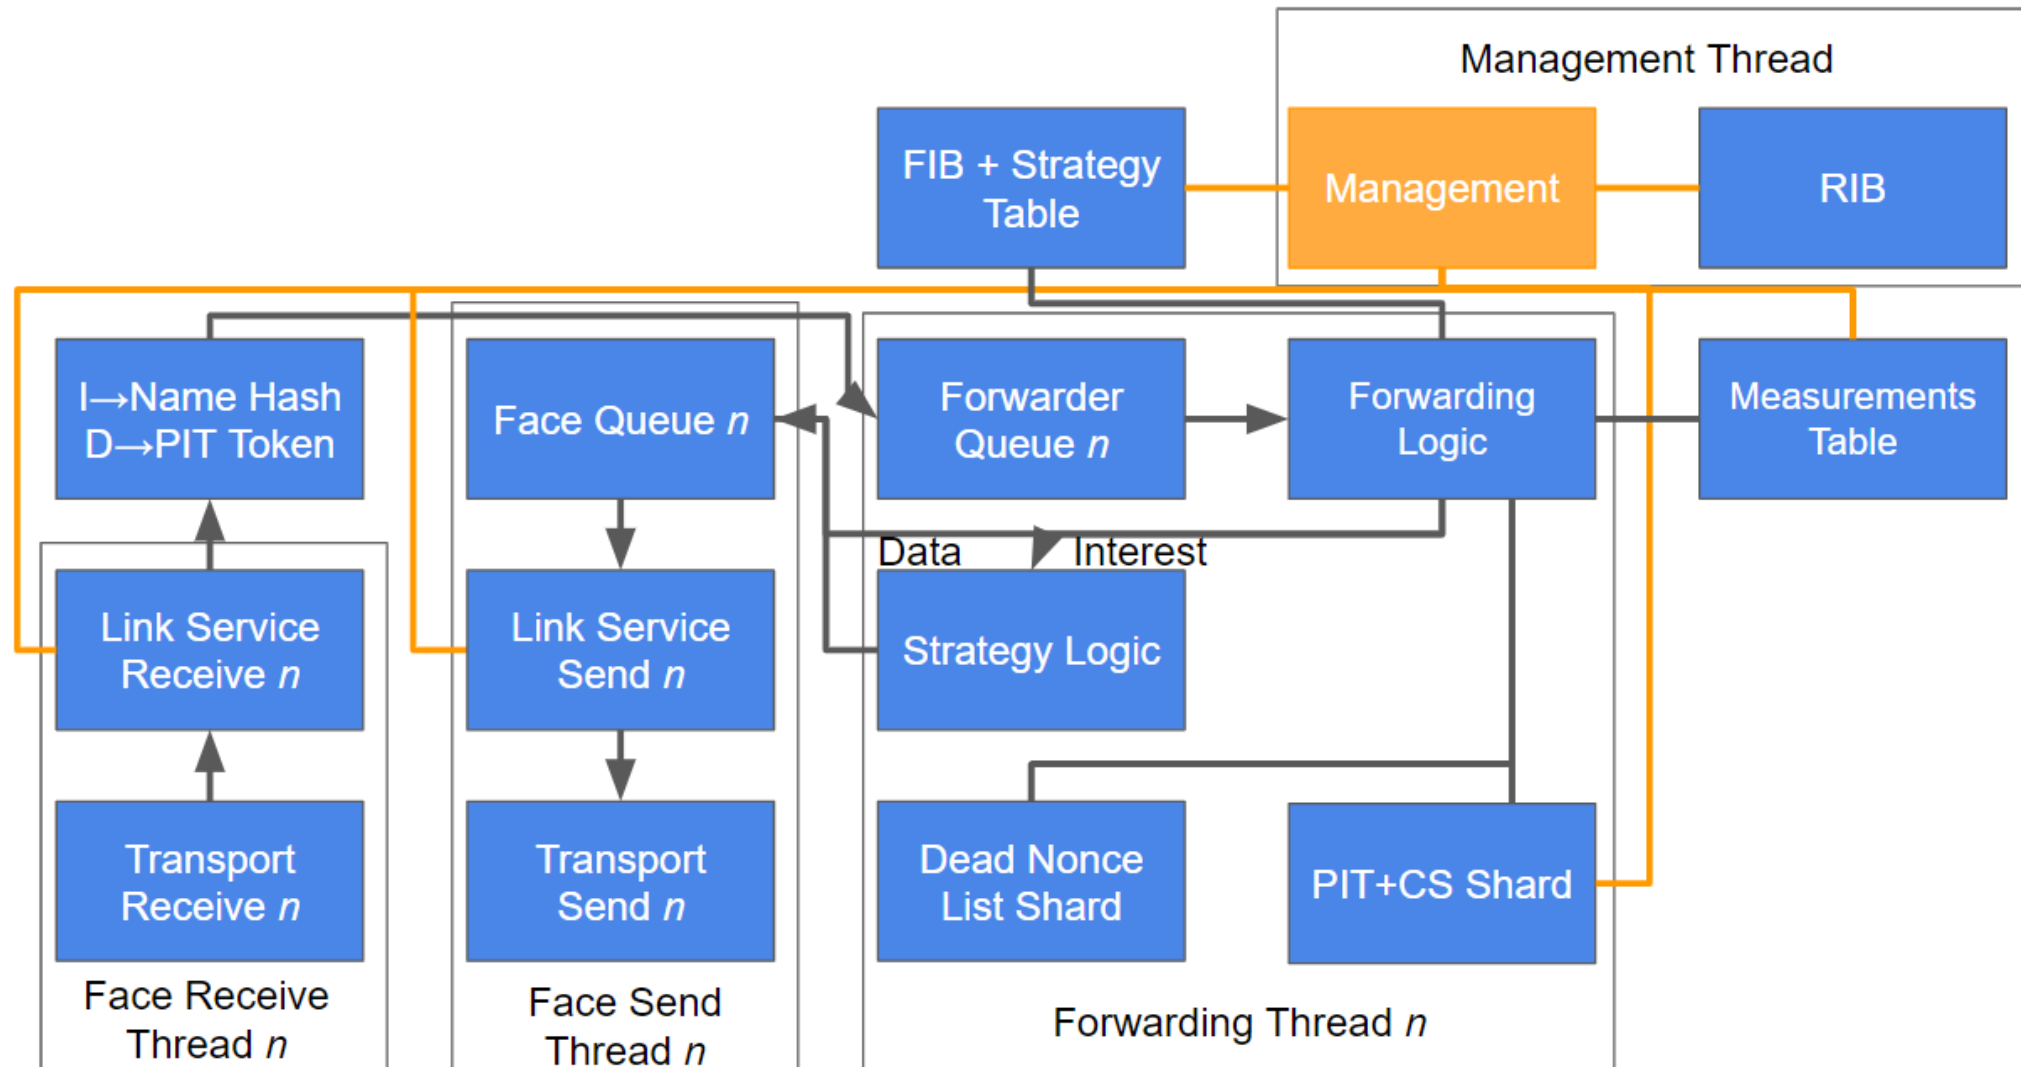 Management Thread
FIB + Strategy
Table
Management
RIB
I→Name Hash
D→PIT Token
Face Queue n
Forwarder
Queue n
Forwarding
Logic
Measurements
Table
Data
Interest
Link Service
Receive n
Link Service
Send n
Strategy Logic
Transport
Receive n
Transport
Send n
Dead Nonce
List Shard
PIT+CS Shard
Face Receive
Thread n
Face Send
Thread n
Forwarding Thread n